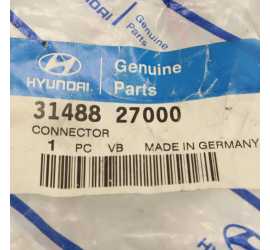 HYUNDAI
Genuine
Parts
31488 27000
CONNECTOR
1 PC VB MADE IN GERMANY